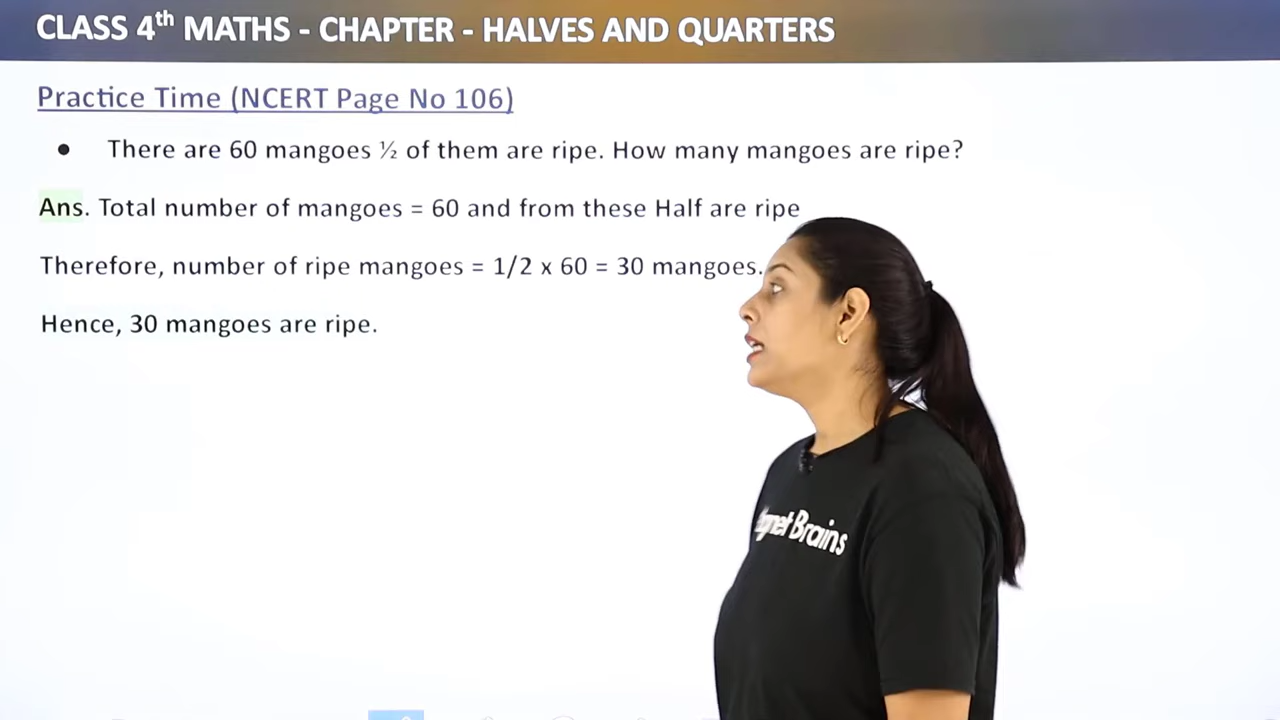 CLASS 4th MATHS - CHAPTER - HALVES AND QUARTERS
Practice Time (NCERT Page No 106)
• There are 60 mangoes ½ of them are ripe. How many mangoes are ripe?
Ans. Total number of mangoes = 60 and from these Half are ripe
Therefore, number of ripe mangoes = 1/2 x 60 = 30 mangoes.
Hence, 30 mangoes are ripe.
Brains